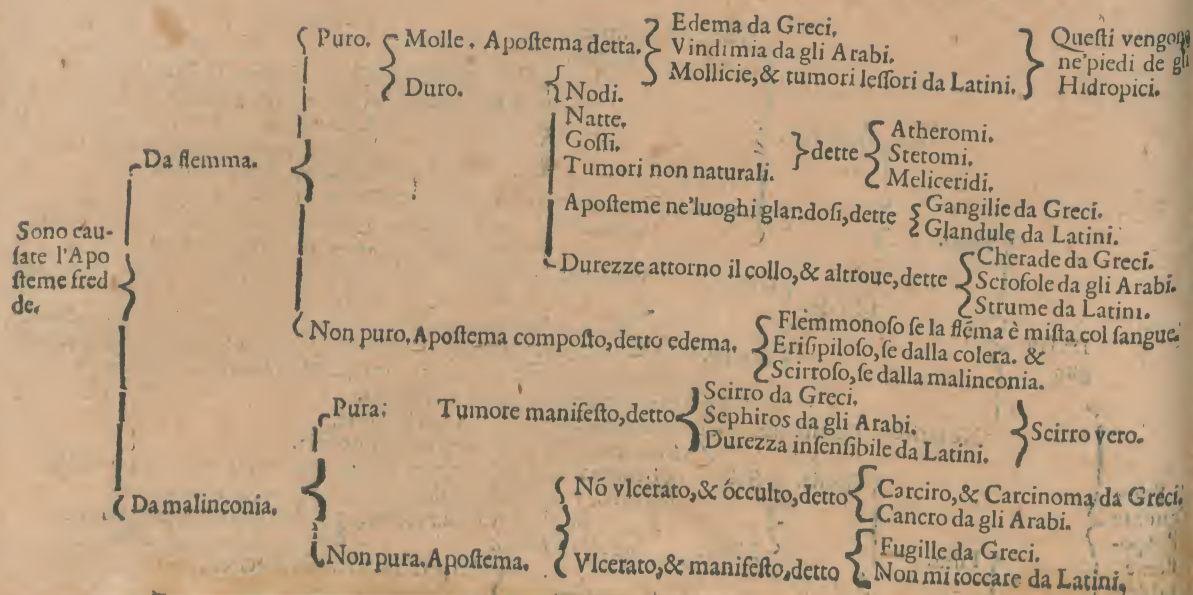 Sono cau-
sate l'Apo
steme fred
de.
Da flemma.
Puro.
Molle. Apostema detta.
Edema da Greci.
Vindimia da gli Arabi.
Mollicie, & tumori lessori da Latini.
Questi vengono
ne'piedi de gli
Hidropici.
Duro.
Nodi.
Natte.
Gossi.
Tumori non naturali.
dette
Atheromi.
Steromi.
Meliceridi.
Aposteme ne'luoghi glandosi, dette
Gangilie da Greci.
Glandule da Latini.
Durezze attorno il collo, & altroue, dette
Cherade da Greci.
Scrofole da gli Arabi.
Strume da Latini.
Non puro. Apostema composto, detto edema.
Flemmonoso se la flēma è mista col sangue.
Erisipiloso, se dalla colera. &
Scirroso, se dalla malinconia.
Da malinconia.
Pura:
Tumore manifesto, detto
Scirro da Greci.
Sephiros da gli Arabi.
Durezza insensibile da Latini.
Scirro vero.
Non pura. Apostema.
Nó vlcerato, & occulto, detto
Carciro, & Carcinoma da Greci.
Cancro da gli Arabi.
Vlcerato, & manifesto, detto
Fugille da Greci.
Non mi toccare da Latini.